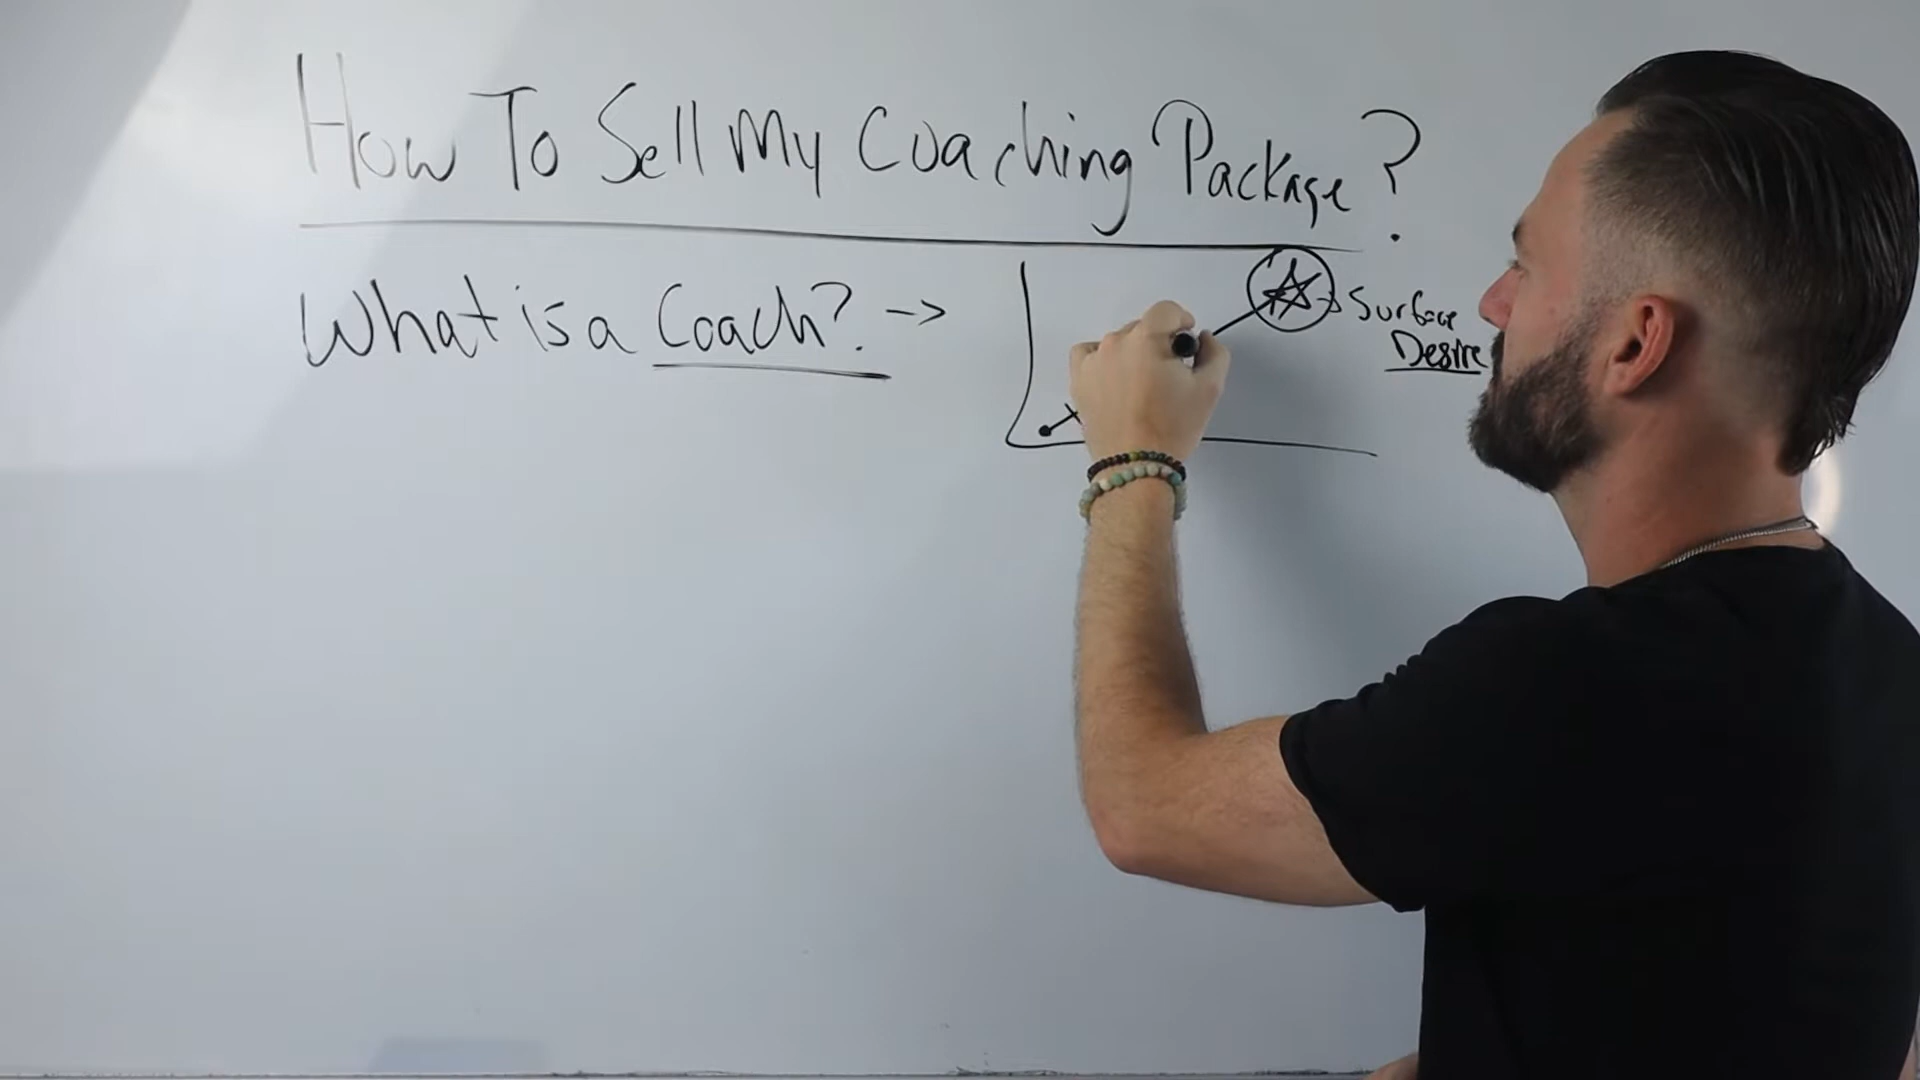 How To Sell My Coaching Package?
What is a Coach? ->
Surface
Desire